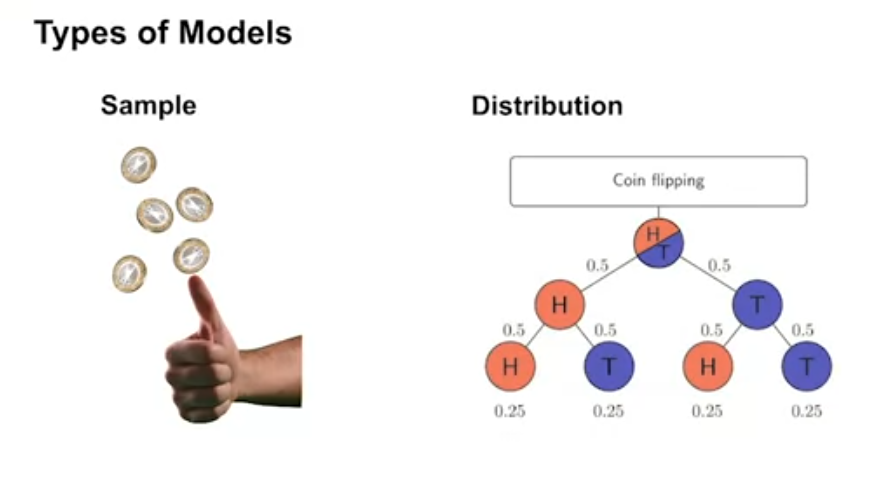 Types of Models
Sample
Distribution
Coin flipping
H
T
0.5 0.5
H T
0.5 0.5 0.5 0.5
H T H T
0.25 0.25 0.25 0.25